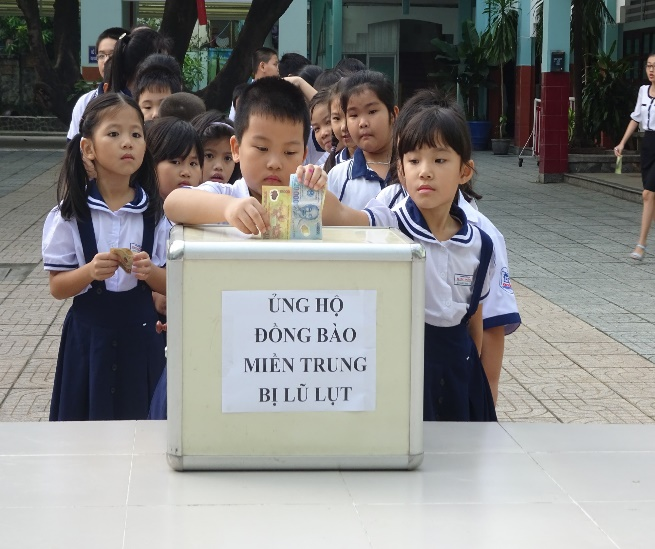 ỦNG HỘ
ĐỒNG BÀO
MIỀN TRUNG
BỊ LŨ LỤT